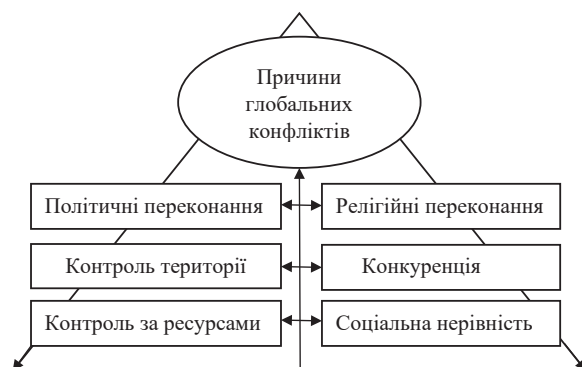 Причини
глобальних
конфліктів
Політичні переконання
Релігійні переконання
Контроль території
Конкуренція
Контроль за ресурсами
Соціальна нерівність